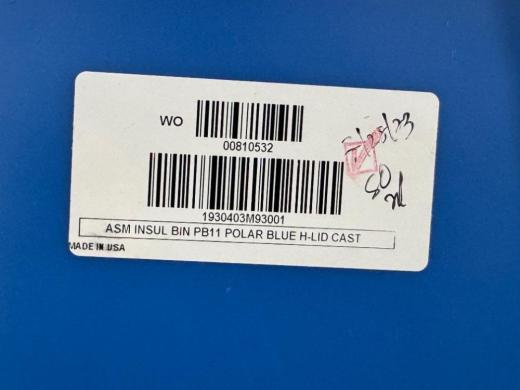 WO
00810532
1930403M93001
ASM INSUL BIN PB11 POLAR BLUE H-LID CAST
MADE IN USA